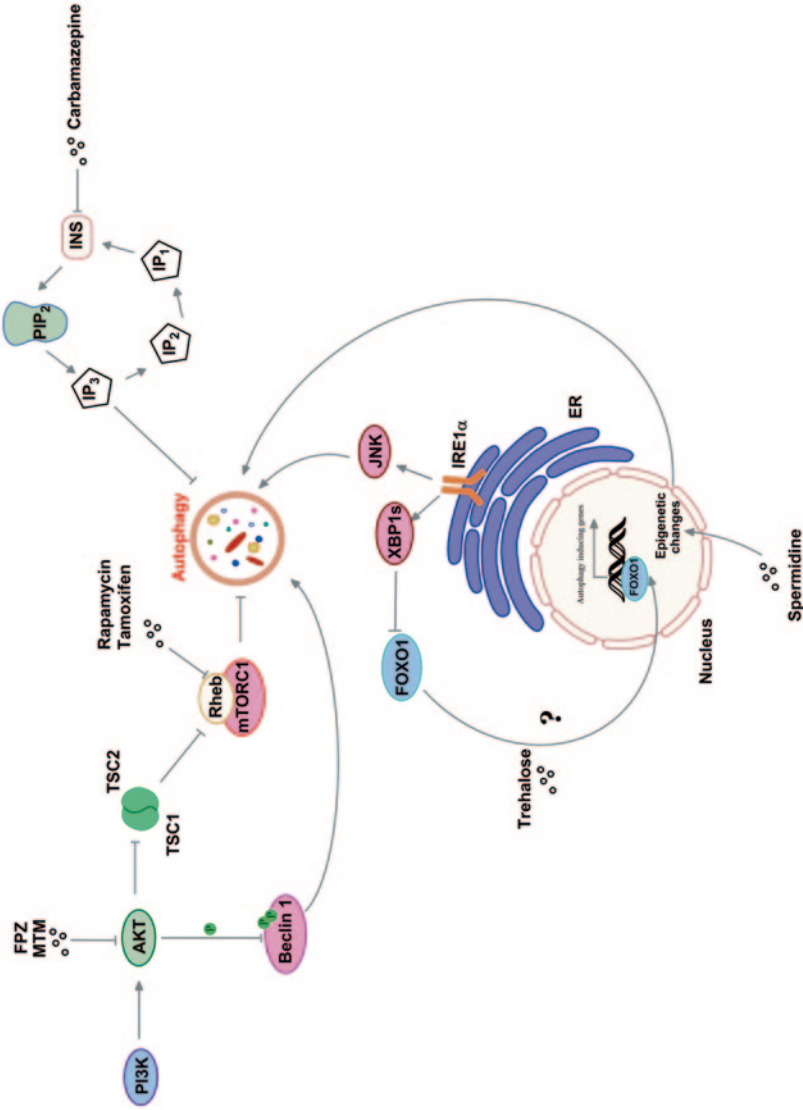 FPZ
MTM
PI3K
AKT
P
P
P
Beclin 1
TSC2
TSC1
Rapamycin
Tamoxifen
Rheb
mTORC1
Autophagy
PIP2
INS
Carbamazepine
IP3
IP2
IP1
JNK
XBP1s
IRE1α
FOXO1
ER
Trehalose
?
Autophagy inducing genes
FOXO1
Epigenetic
changes
Nucleus
Spermidine